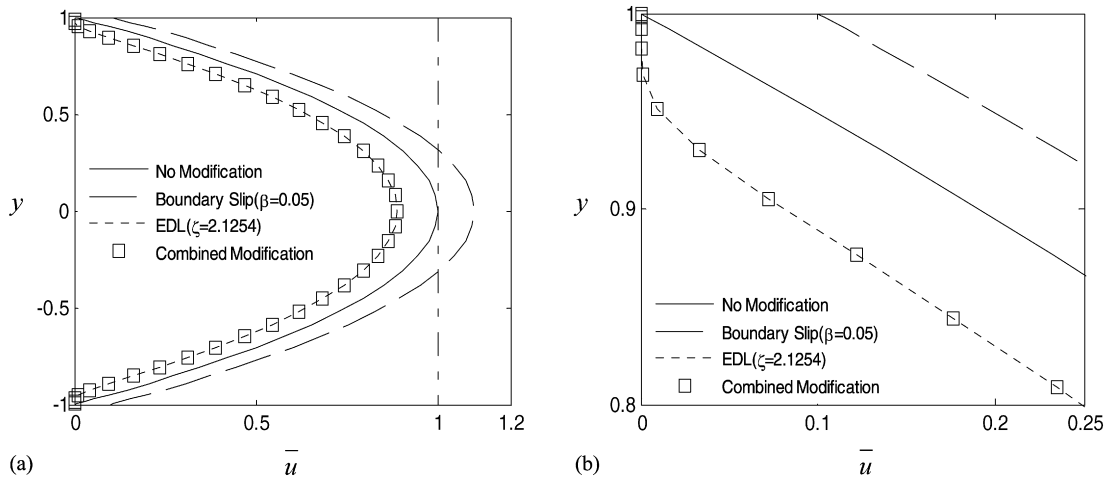 1
0.5
0
-0.5
-1
y
No Modification
Boundary Slip(β=0.05)
EDL(ζ=2.1254)
Combined Modification
0
0.5
1
1.2
u̅
(a)
1
0.9
0.8
y
No Modification
Boundary Slip(β=0.05)
EDL(ζ=2.1254)
Combined Modification
0
0.1
0.2
0.25
u̅
(b)